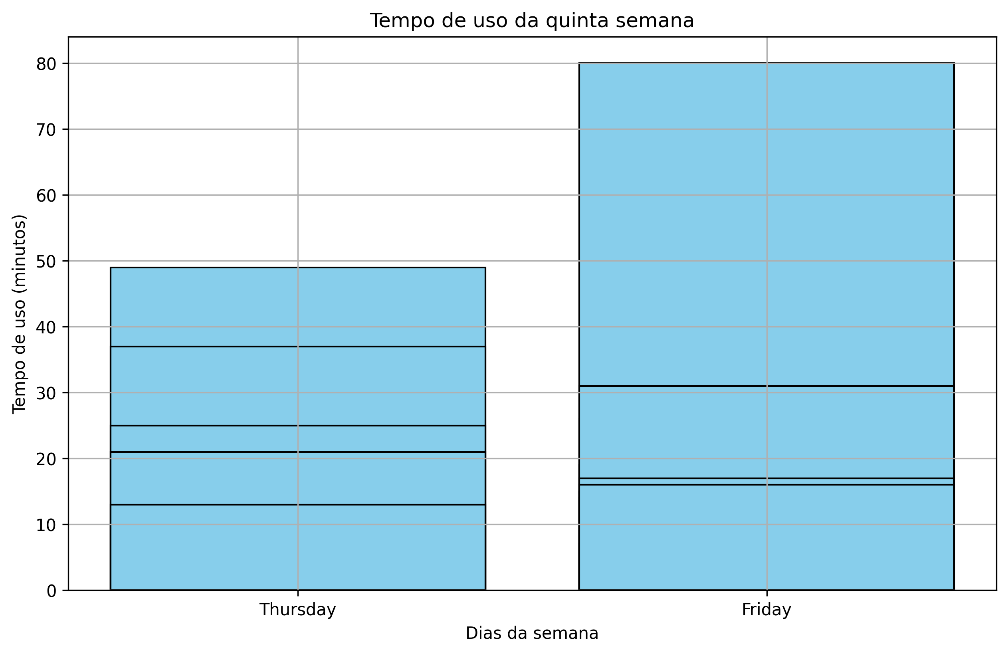 Tempo de uso da quinta semana
Tempo de uso (minutos)
80
70
60
50
40
30
20
10
0
Thursday
Friday
Dias da semana